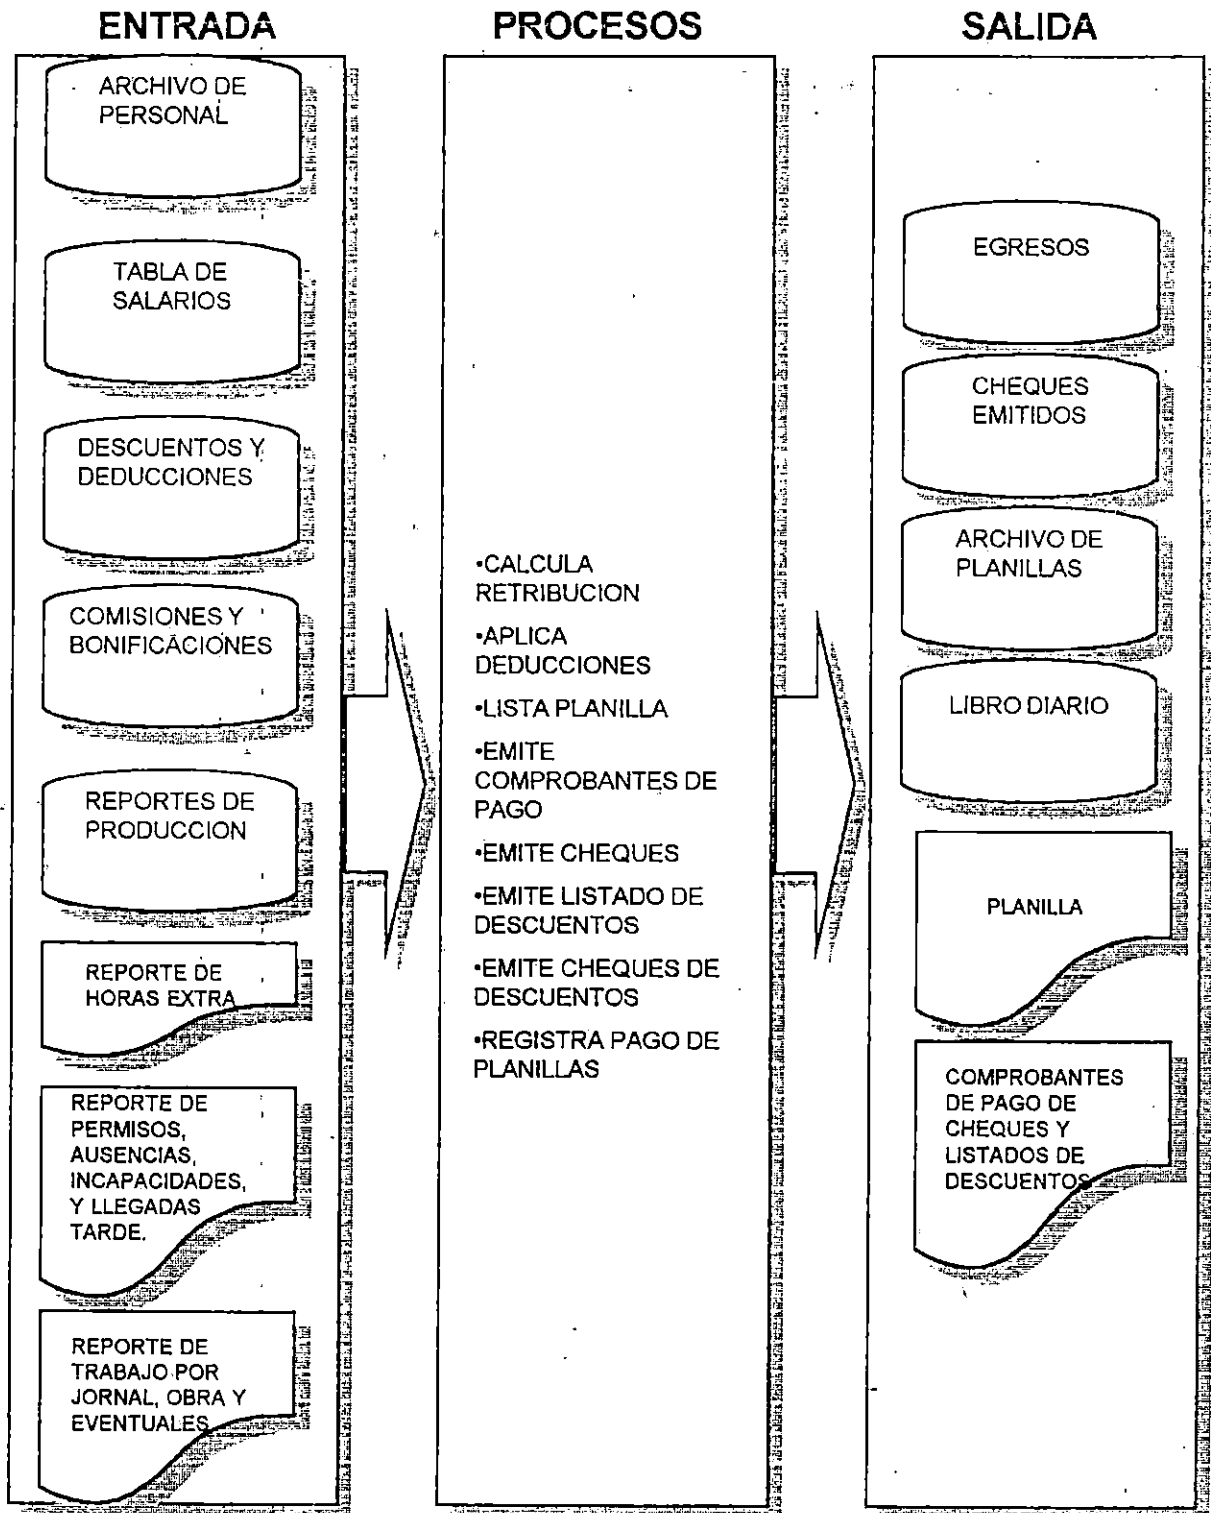 ENTRADA
ARCHIVO DE
PERSONAL
TABLA DE
SALARIOS
DESCUENTOS Y
DEDUCCIONES
COMISIONES Y
BONIFICACIONES
REPORTES DE
PRODUCCION
REPORTE DE
HORAS EXTRA
REPORTE DE
PERMISOS,
AUSENCIAS,
INCAPACIDADES,
Y LLEGADAS
TARDE.
REPORTE DE
TRABAJO POR
JORNAL, OBRA Y
EVENTUALES
PROCESOS
•CALCULA
RETRIBUCION
•APLICA
DEDUCCIONES
•LISTA PLANILLA
•EMITE
COMPROBANTES DE
PAGO
•EMITE CHEQUES
•EMITE LISTADO DE
DESCUENTOS
•EMITE CHEQUES DE
DESCUENTOS
•REGISTRA PAGO DE
PLANILLAS
SALIDA
EGRESOS
CHEQUES
EMITIDOS
ARCHIVO DE
PLANILLAS
LIBRO DIARIO
PLANILLA
COMPROBANTES
DE PAGO DE
CHEQUES Y
LISTADOS DE
DESCUENTOS